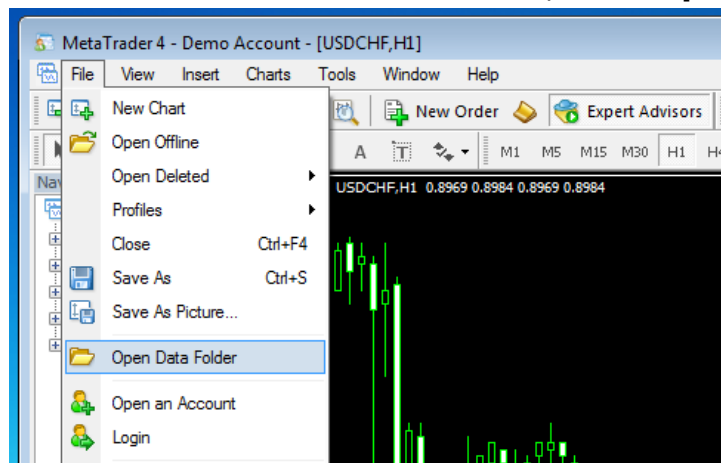 MetaTrader 4 - Demo Account - [USDCHF,H1]
File View Insert Charts Tools Window Help
New Chart
New Order Expert Advisors
Open Offline
A T M1 M5 M15 M30 H1
Open Deleted
Nav
USDCHF,H1 0.8969 0.8984 0.8969 0.8984
Profiles
Close Ctrl+F4
Save As Ctrl+S
Save As Picture...
Open Data Folder
Open an Account
Login